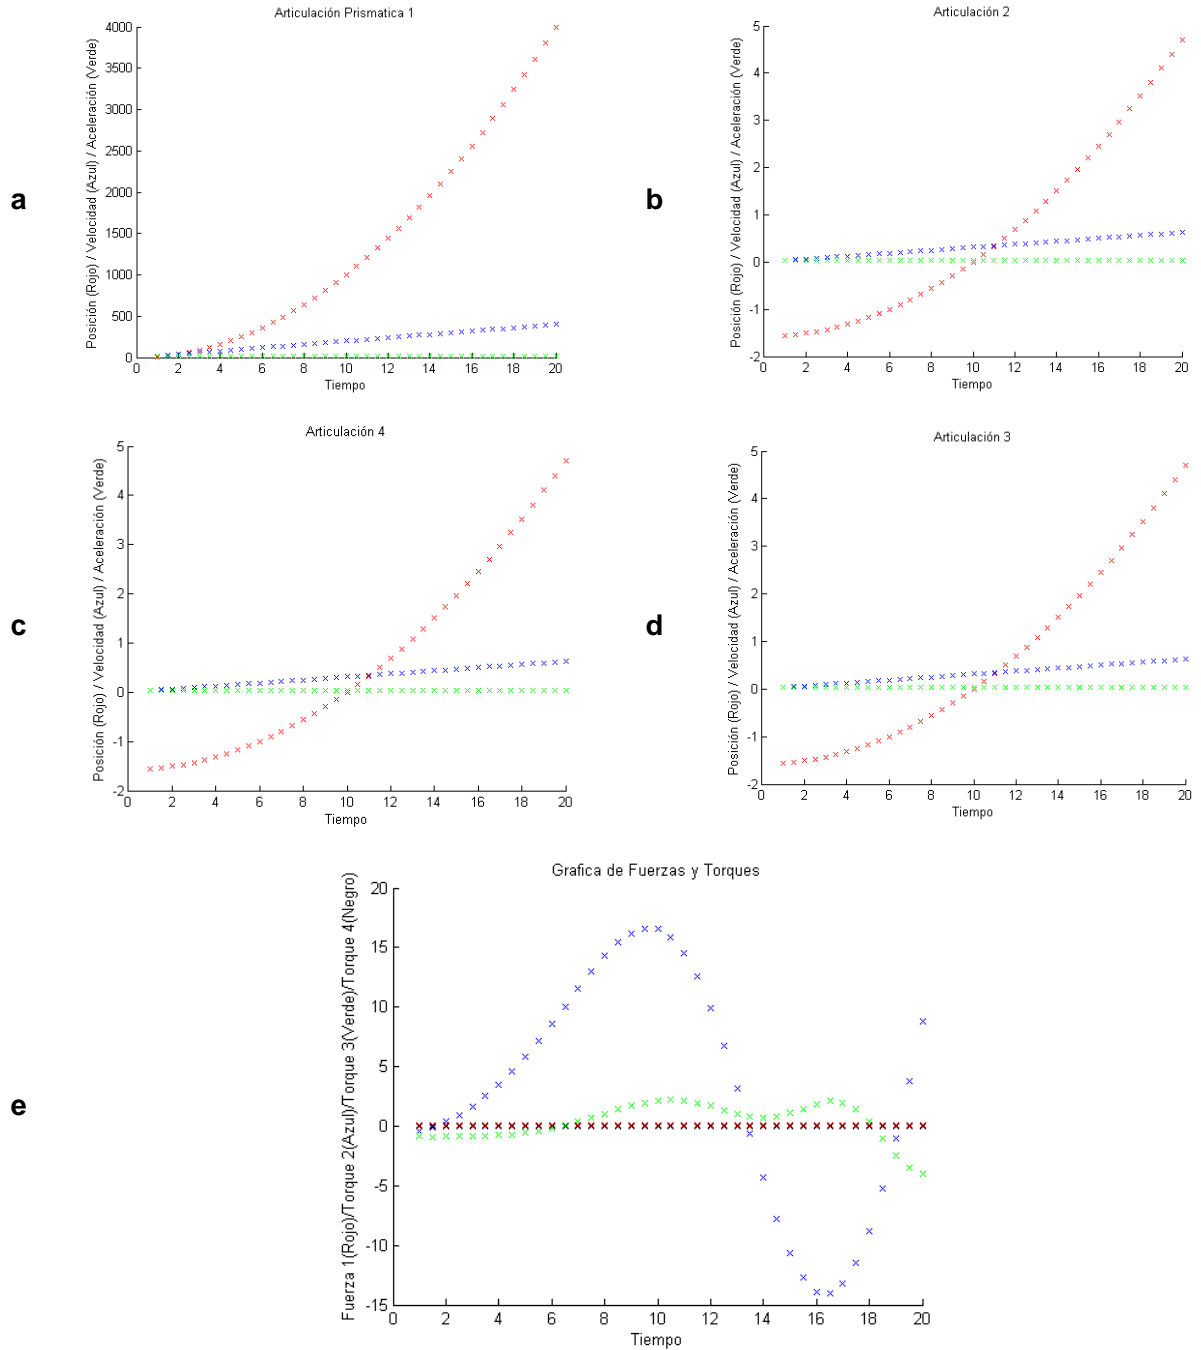 Articulación Prismatica 1
Posición (Rojo) / Velocidad (Azul) / Aceleración (Verde)
4000
3500
3000
2500
2000
1500
1000
500
0
0 2 4 6 8 10 12 14 16 18 20
Tiempo
a
Articulación 2
Posición (Rojo) / Velocidad (Azul) / Aceleración (Verde)
5
4
3
2
1
0
-1
-2
0 2 4 6 8 10 12 14 16 18 20
Tiempo
b
Articulación 4
Posición (Rojo) / Velocidad (Azul) / Aceleración (Verde)
5
4
3
2
1
0
-1
-2
0 2 4 6 8 10 12 14 16 18 20
Tiempo
c
Articulación 3
Posición (Rojo) / Velocidad (Azul) / Aceleración (Verde)
5
4
3
2
1
0
-1
-2
0 2 4 6 8 10 12 14 16 18 20
Tiempo
d
Grafica de Fuerzas y Torques
Fuerza 1(Rojo)/Torque 2(Azul)/Torque 3(Verde)/Torque 4(Negro)
20
15
10
5
0
-5
-10
-15
0 2 4 6 8 10 12 14 16 18 20
Tiempo
e